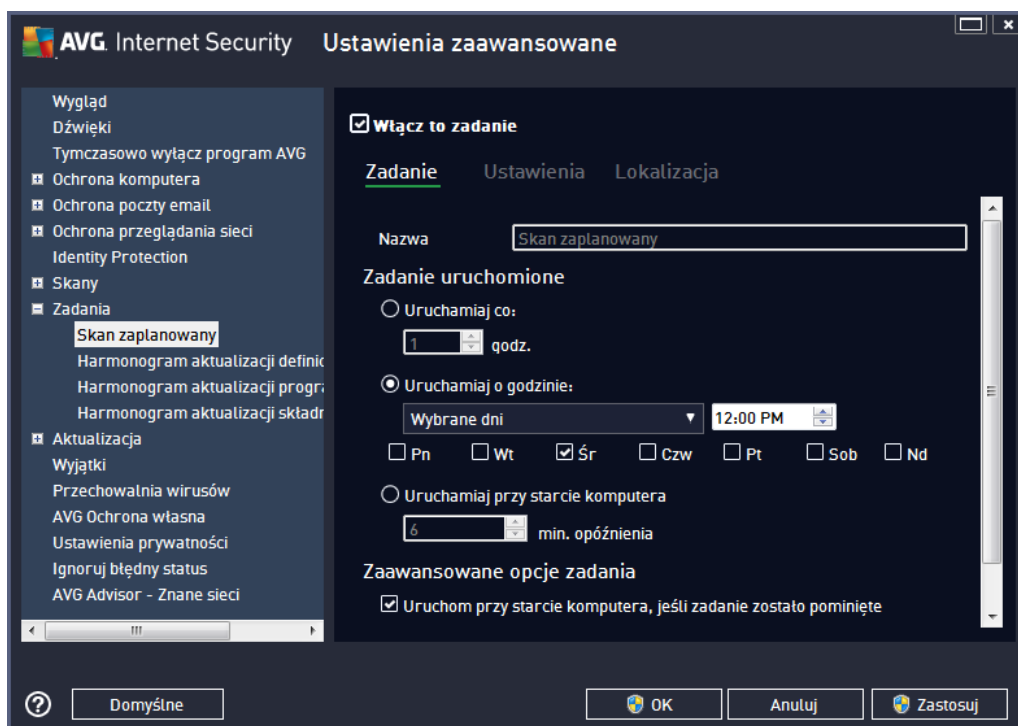 AVG. Internet Security Ustawienia zaawansowane
Wygląd
Dźwięki
Tymczasowo wyłącz program AVG
Ochrona komputera
Ochrona poczty email
Ochrona przeglądania sieci
Identity Protection
Skany
Zadania
Skan zaplanowany
Harmonogram aktualizacji definic
Harmonogram aktualizacji progra
Harmonogram aktualizacji składr
Aktualizacja
Wyjątki
Przechowalnia wirusów
AVG Ochrona własna
Ustawienia prywatności
Ignoruj błędny status
AVG Advisor - Znane sieci
Włącz to zadanie
Zadanie Ustawienia Lokalizacja
Nazwa Skan zaplanowany
Zadanie uruchomione
Uruchamiaj co:
1 godz.
Uruchamiaj o godzinie:
Wybrane dni 12:00 PM
Pn Wt Śr Czw Pt Sob Nd
Uruchamiaj przy starcie komputera
6 min. opóźnienia
Zaawansowane opcje zadania
Uruchom przy starcie komputera, jeśli zadanie zostało pominięte
? Domyślne OK Anuluj Zastosuj